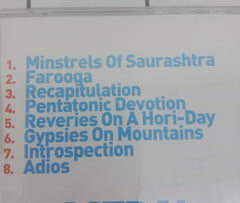 1. Minstrels Of Saurashtra
2. Farooqa
3. Recapitulation
4. Pentatonic Devotion
5. Reveries On A Hori-Day
6. Gypsies On Mountains
7. Introspection
8. Adios